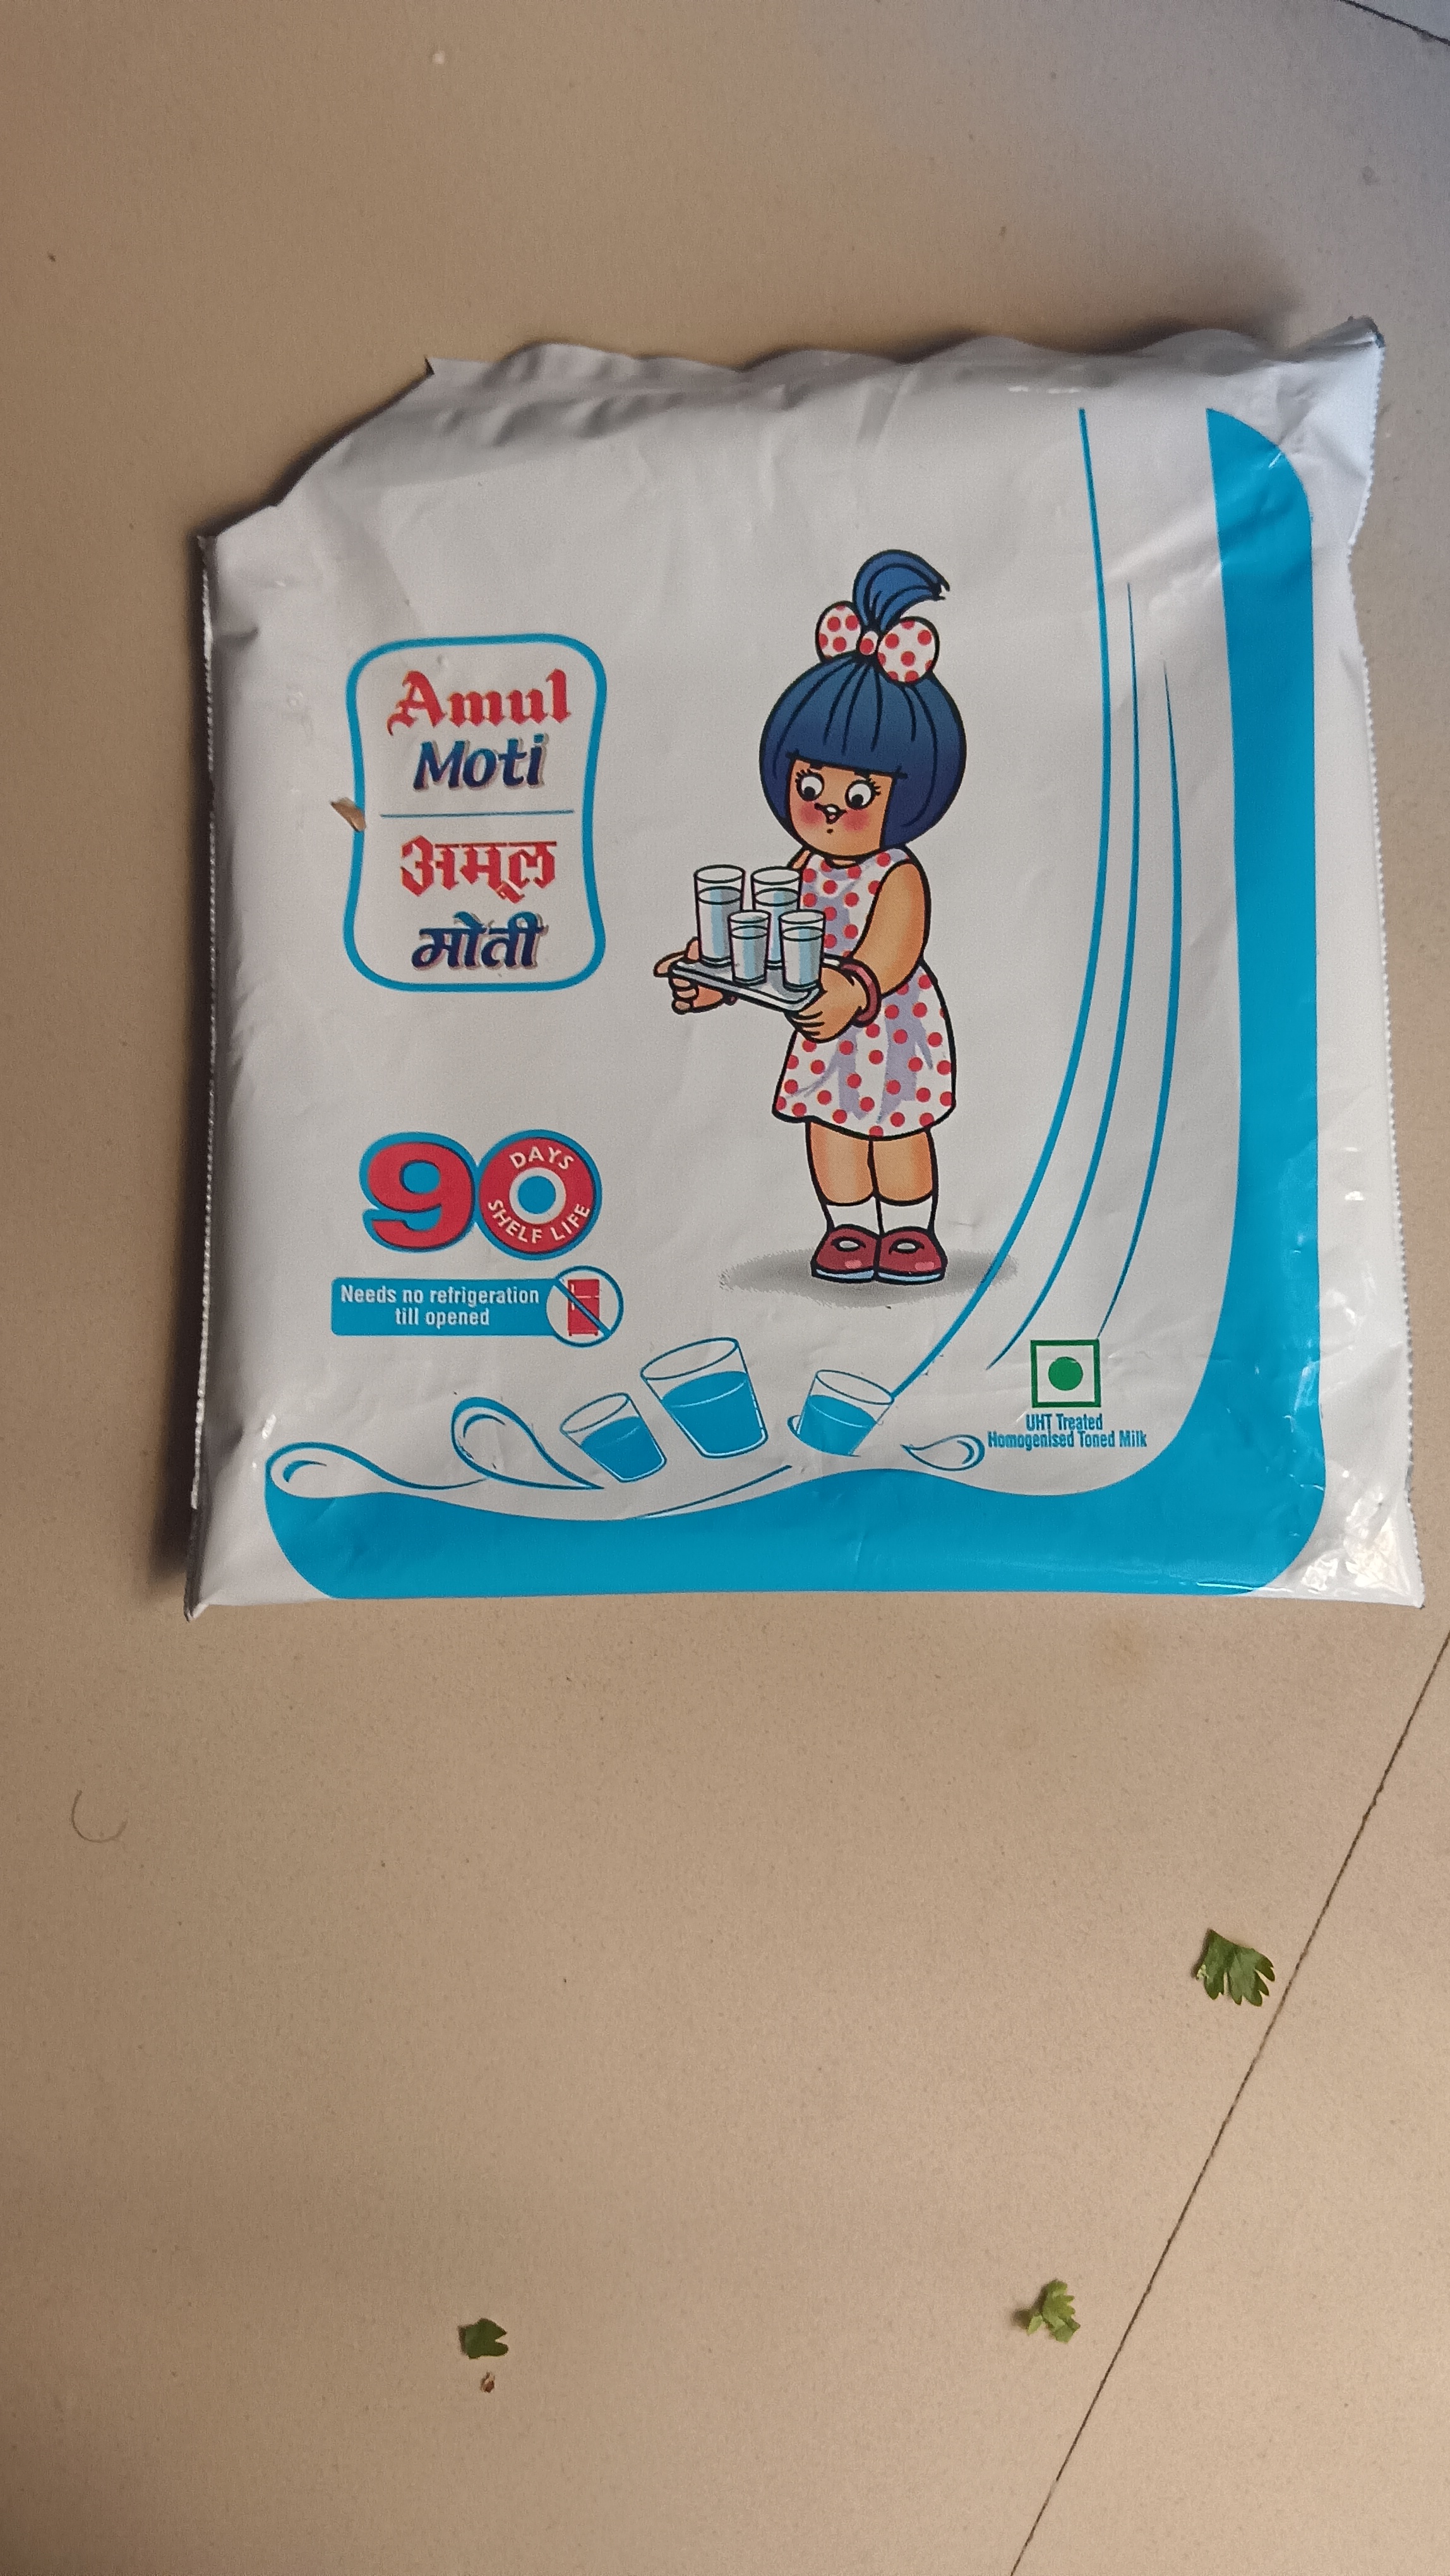 Amul
Moti
अमूल
मोती
90
DAYS
SHELF LIFE
Needs no refrigeration
till opened
UHT Treated
Homogenised Toned Milk